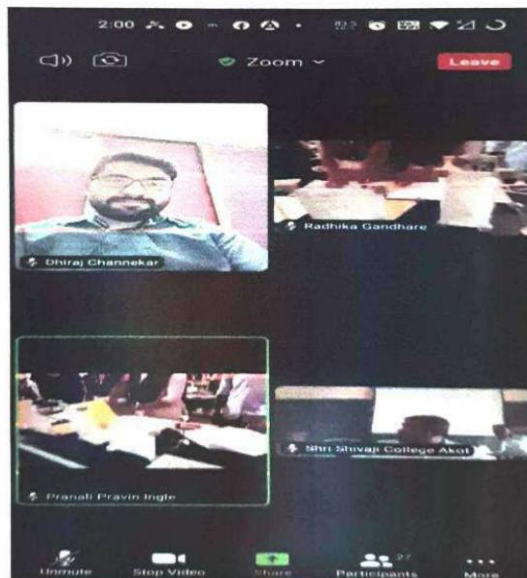 2:00
Zoom
Leave
Dhiraj Channekar
Radhika Gandhare
Pranali Pravin Ingle
Shri Shivaji College Akot
Unmute Stop Video Share Participants 27 More